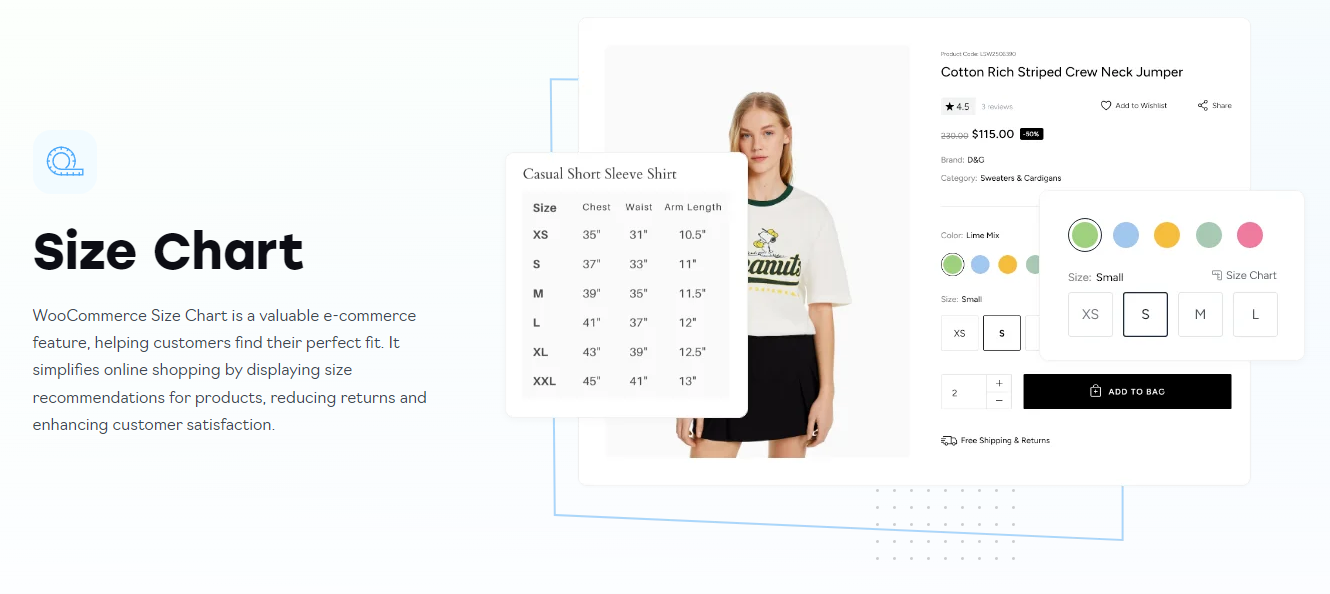 Size Chart
WooCommerce Size Chart is a valuable e-commerce
feature, helping customers find their perfect fit. It
simplifies online shopping by displaying size
recommendations for products, reducing returns and
enhancing customer satisfaction.
Casual Short Sleeve Shirt
Size Chest Waist Arm Length
XS 35" 31" 10.5"
S 37" 33" 11"
M 39" 35" 11.5"
L 41" 37" 12"
XL 43" 39" 12.5"
XXL 45" 41" 13"
eanuts
Product Code: LSW2506390
Cotton Rich Striped Crew Neck Jumper
★ 4.5 3 reviews Add to Wishlist Share
230.00 $115.00 -50%
Brand: D&G
Category: Sweaters & Cardigans
Color: Lime Mix
Size: Small
XS S
2 + −
ADD TO BAG
Free Shipping & Returns
Size: Small Size Chart
XS S M L